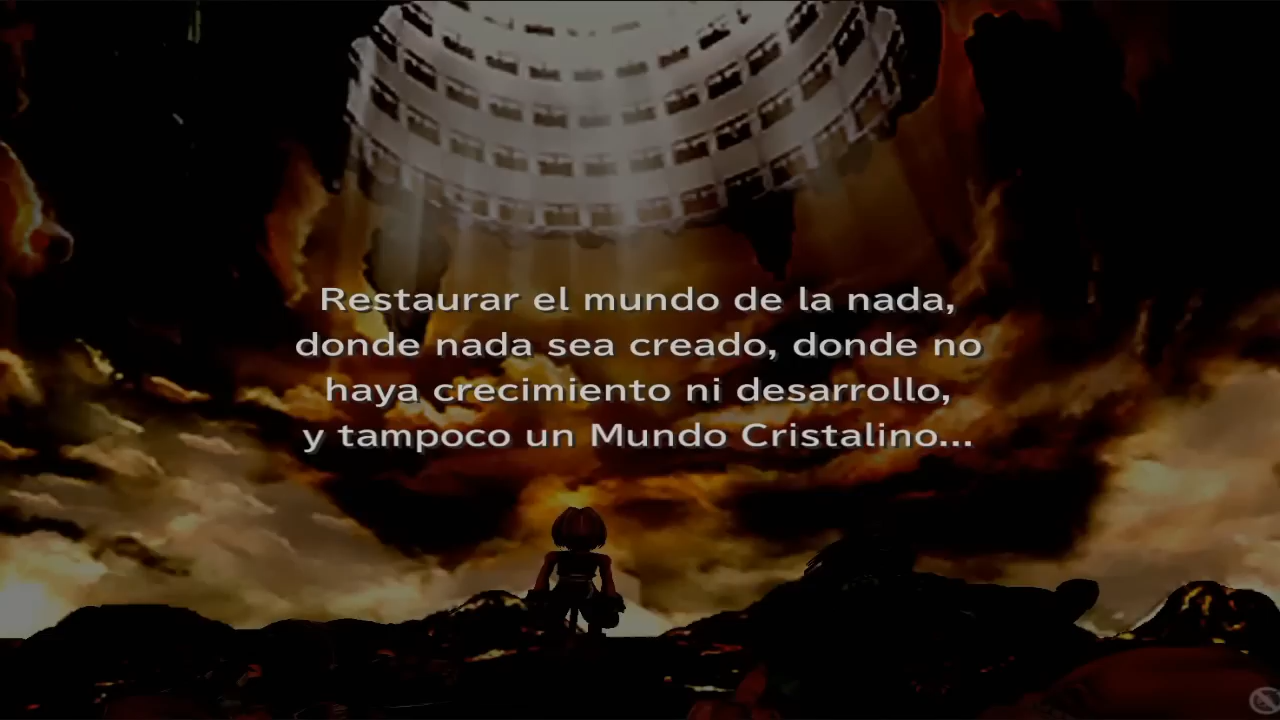 Restaurar el mundo de la nada,
donde nada sea creado, donde no
haya crecimiento ni desarrollo,
y tampoco un Mundo Cristalino...